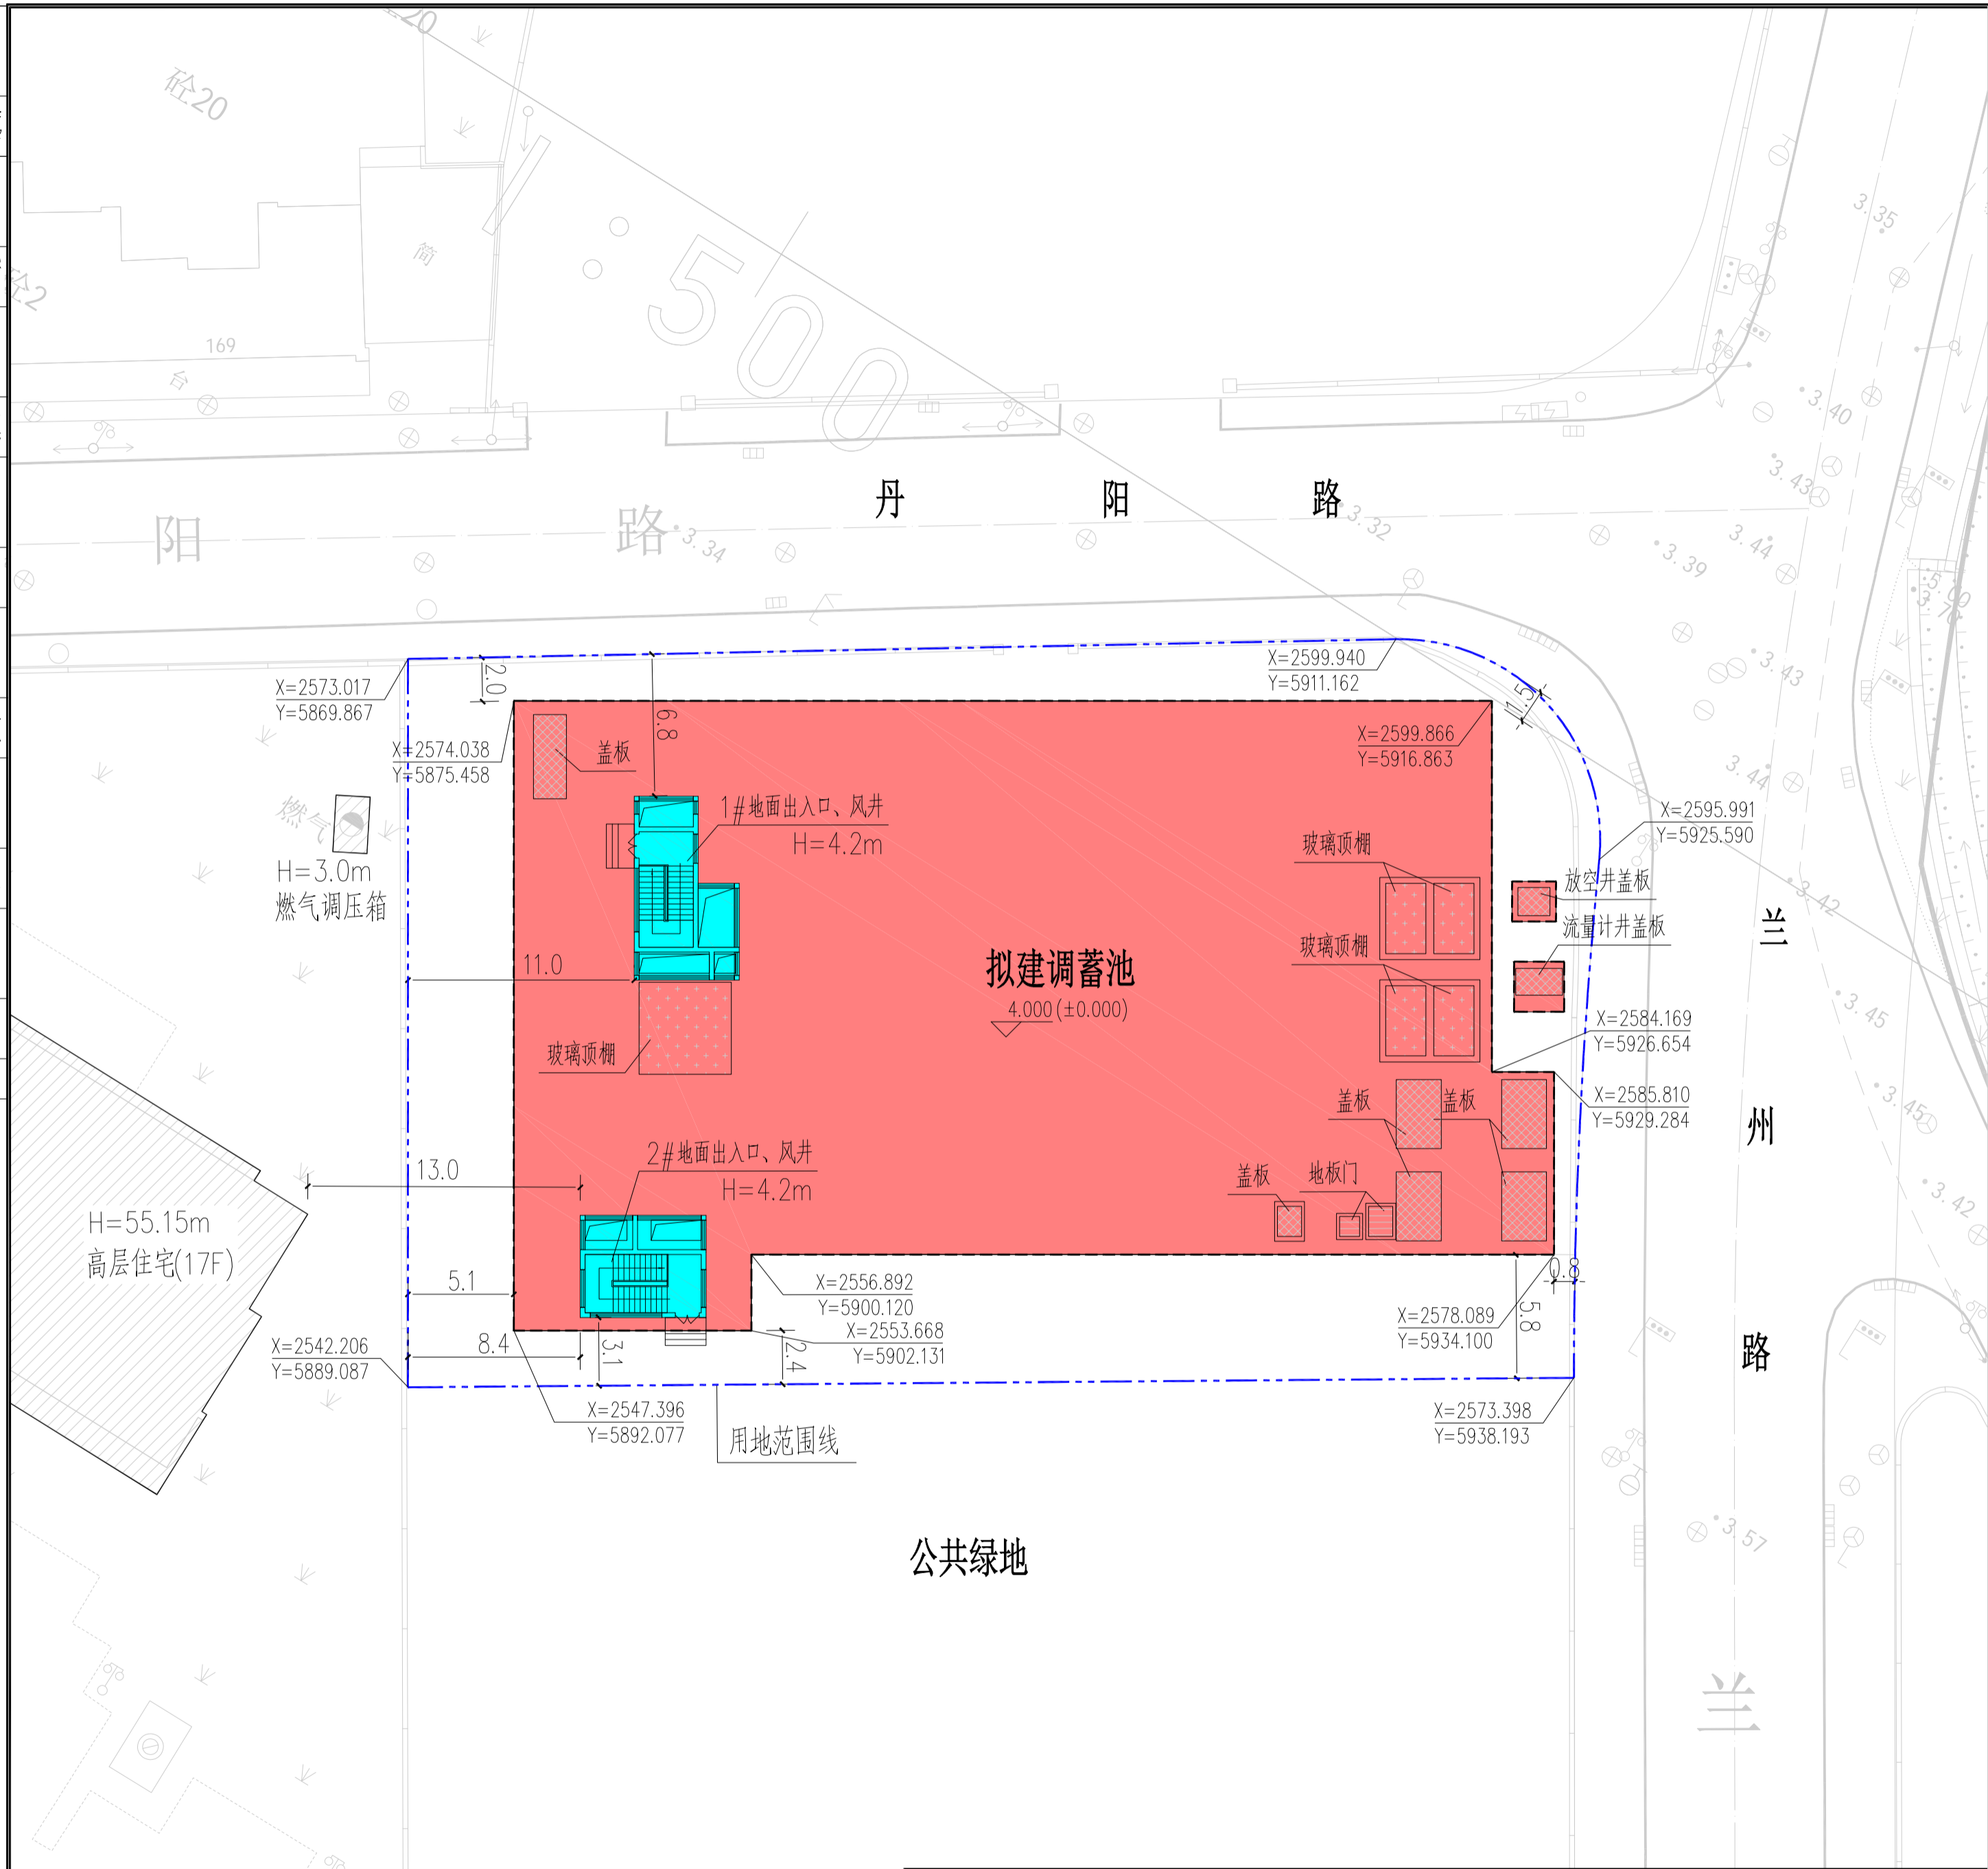 砼20
砼2
简
169
台
500
3.35
3.40
3.43
丹 阳 路
阳 路
3.34
3.32
3.39
3.44
5.00
3.70
3.43
X=2573.017
Y=5869.867
2.0
X=2599.940
Y=5911.162
1.5
X=2574.038
Y=5875.458
盖板
6.8
X=2599.866
Y=5916.863
3.44
X=2595.991
Y=5925.590
燃气
H=3.0m
燃气调压箱
1#地面出入口、风井
H=4.2m
玻璃顶棚
放空井盖板
3.42
流量计井盖板
玻璃顶棚
11.0
拟建调蓄池
4.000(±0.000)
玻璃顶棚
3.45
X=2584.169
Y=5926.654
X=2585.810
Y=5929.284
3.45
盖板
盖板
兰 州 路
13.0
2#地面出入口、风井
H=4.2m
盖板
地板门
3.42
H=55.15m
高层住宅(17F)
5.1
X=2556.892
Y=5900.120
0.8
X=2578.089
Y=5934.100
5.8
X=2553.668
Y=5902.131
X=2542.206
Y=5889.087
8.4
3.1
2.4
X=2547.396
Y=5892.077
用地范围线
X=2573.398
Y=5938.193
公共绿地
3.57
兰